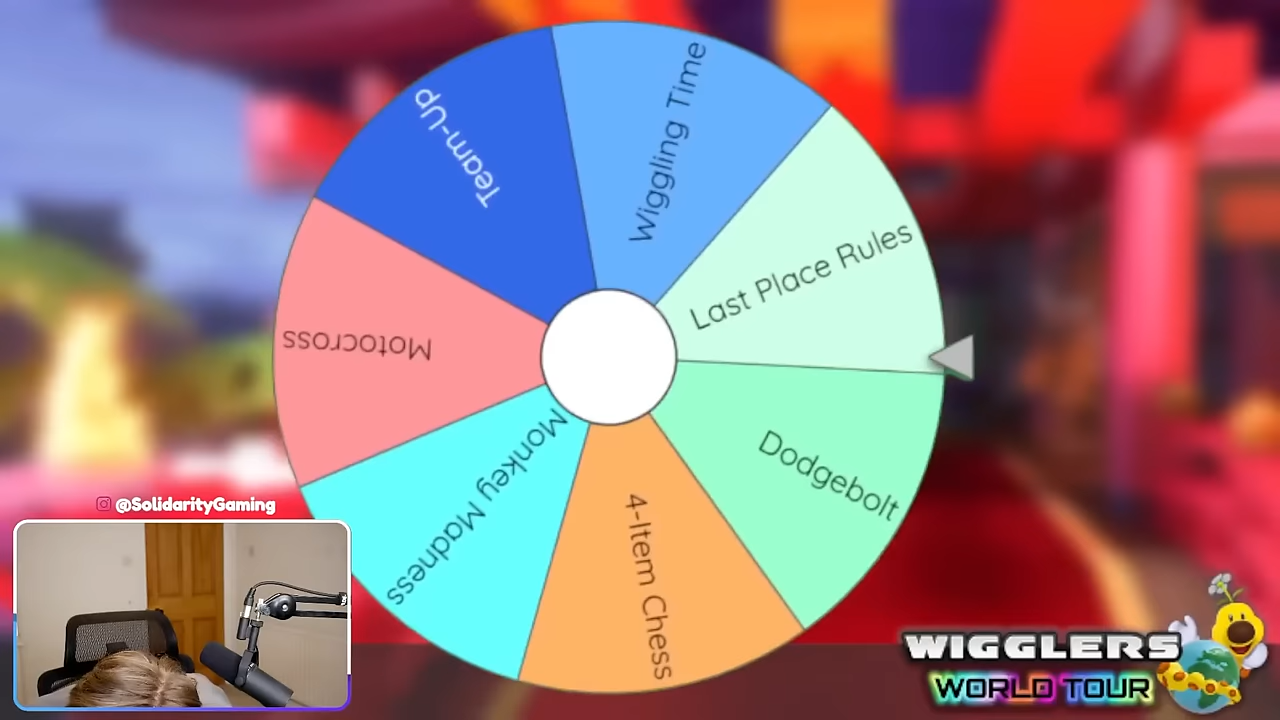 Wiggling Time
Team-Up
Last Place Rules
Motocross
Dodgebolt
Monkey Madness
4-Item Chess
@SolidarityGaming
WIGGLERS
WORLD TOUR